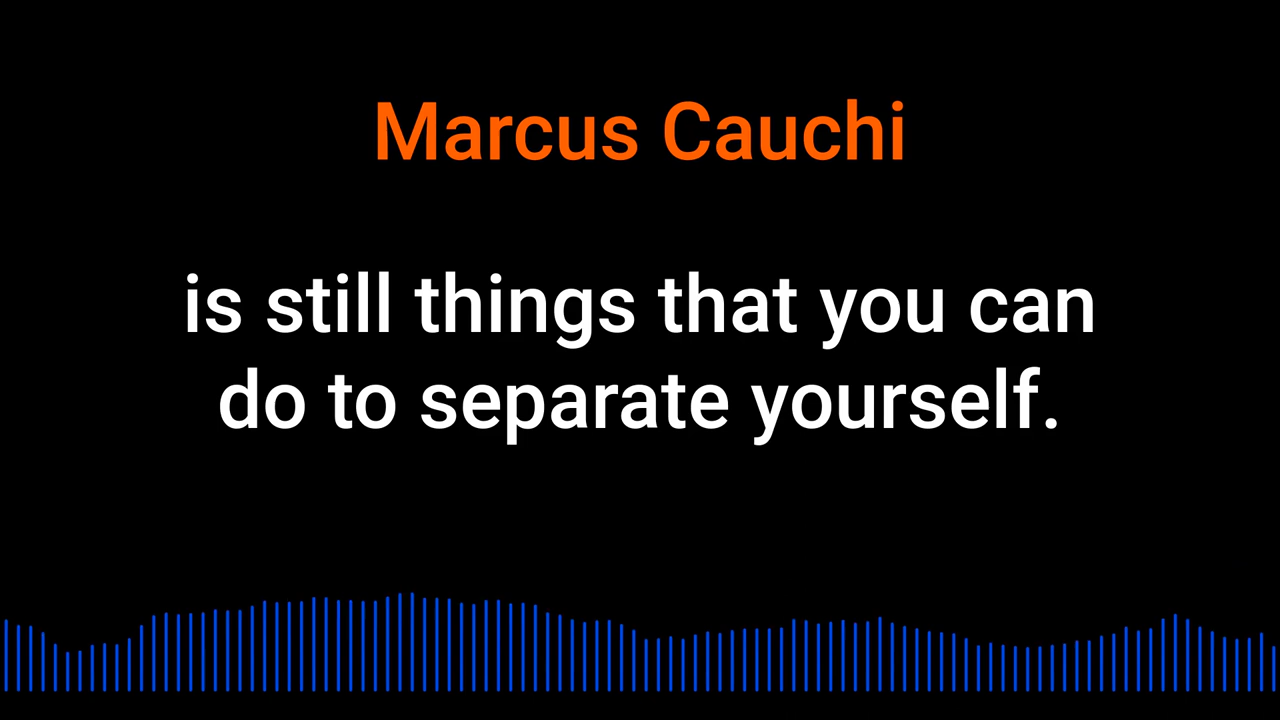 Marcus Cauchi
is still things that you can
do to separate yourself.